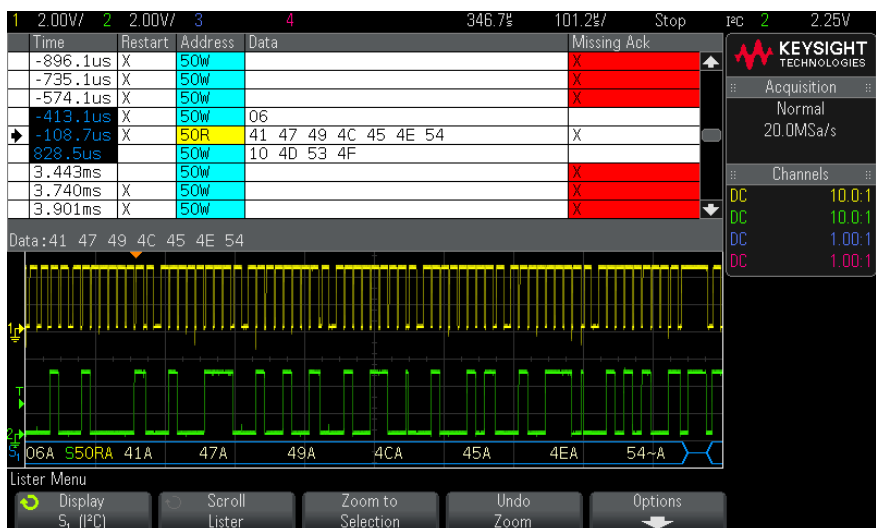 1 2.00V/ 2 2.00V/ 3 4 346.7us 101.2us/ Stop I²C 2 2.25V
Time Restart Address Data Missing Ack
-896.1us X 50W X
-735.1us X 50W X
-574.1us X 50W X
-413.1us X 50W 06
-108.7us X 50R 41 47 49 4C 45 4E 54 X
828.5us 50W 10 4D 53 4F
3.443ms 50W X
3.740ms X 50W X
3.901ms X 50W X
Data:41 47 49 4C 45 4E 54
KEYSIGHT
TECHNOLOGIES
Acquisition
Normal
20.0MSa/s
Channels
DC 10.0:1
DC 10.0:1
DC 1.00:1
DC 1.00:1
1
T
2
S₁ 06A S50RA 41A 47A 49A 4CA 45A 4EA 54~A
Lister Menu
Display
S₁ (I²C)
Scroll
Lister
Zoom to
Selection
Undo
Zoom
Options